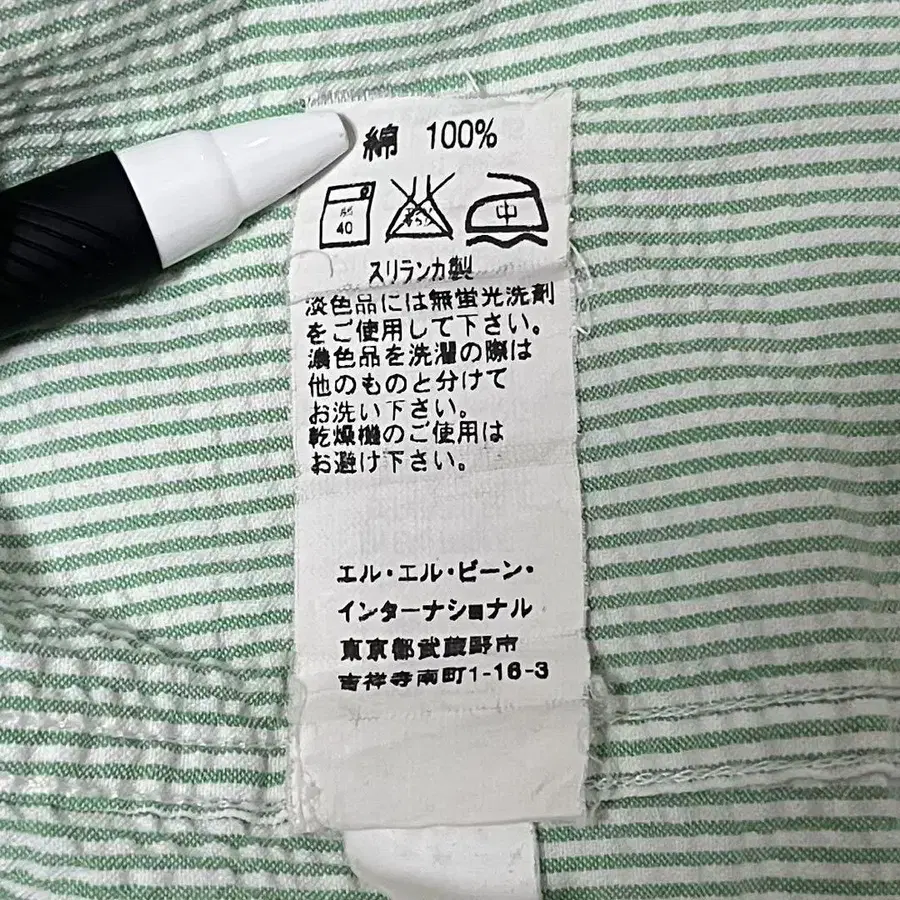 綿 100%
40
中
スリランカ製
淡色品には無蛍光洗剤
をご使用して下さい。
濃色品を洗濯の際は
他のものと分けて
お洗い下さい。
乾燥機のご使用は
お避け下さい。
エル・エル・ビーン・
インターナショナル
東京都武蔵野市
吉祥寺南町1-16-3